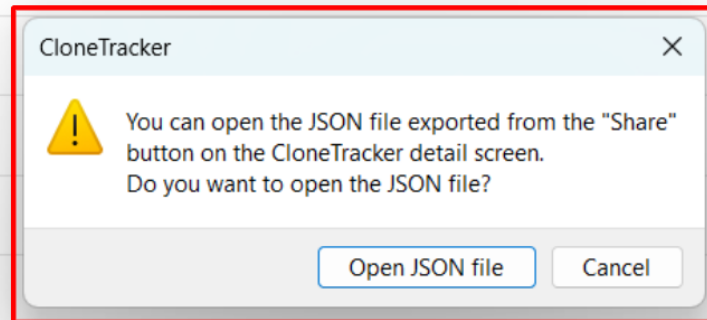 CloneTracker
You can open the JSON file exported from the "Share"
button on the CloneTracker detail screen.
Do you want to open the JSON file?
Open JSON file
Cancel